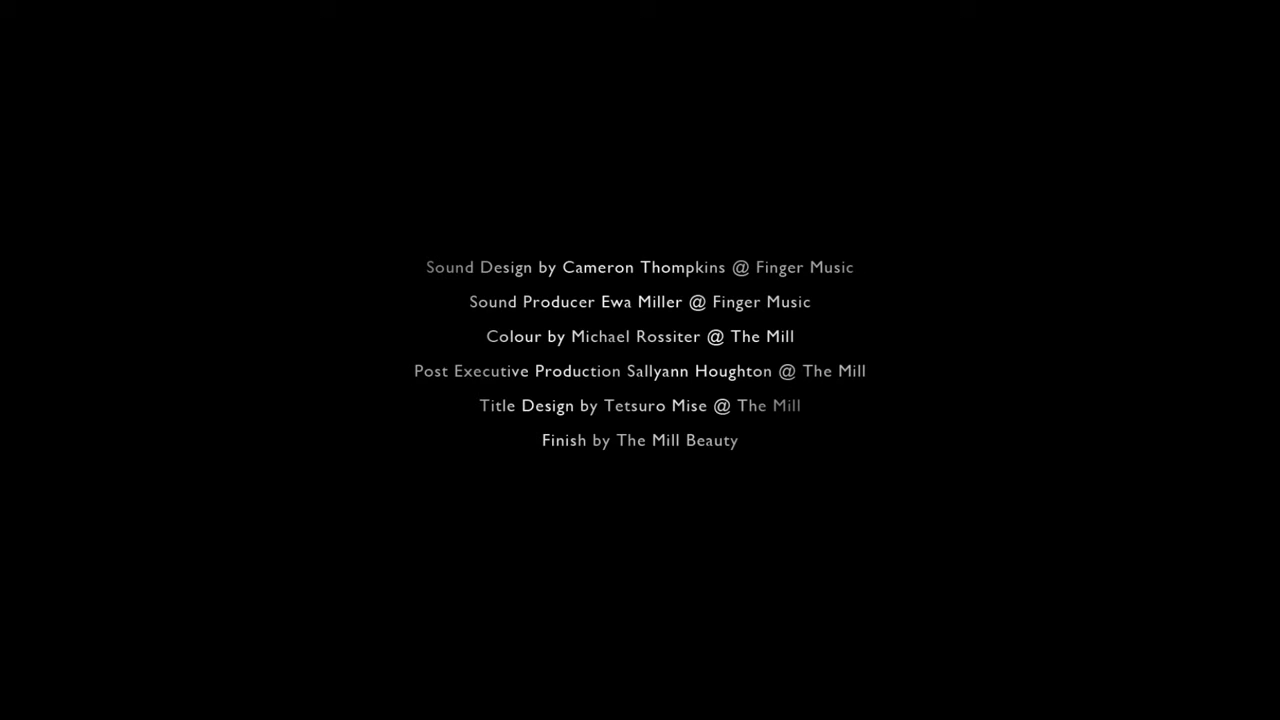 Sound Design by Cameron Thompkins @ Finger Music
Sound Producer Ewa Miller @ Finger Music
Colour by Michael Rossiter @ The Mill
Post Executive Production Sallyann Houghton @ The Mill
Title Design by Tetsuro Mise @ The Mill
Finish by The Mill Beauty